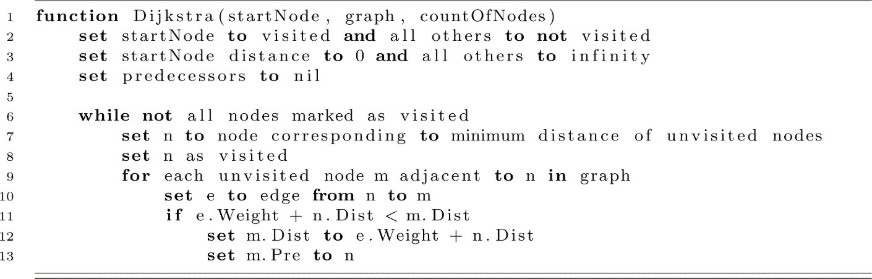 1 function Dijkstra(startNode, graph, countOfNodes)
2 set startNode to visited and all others to not visited
3 set startNode distance to 0 and all others to infinity
4 set predecessors to nil
5
6 while not all nodes marked as visited
7 set n to node corresponding to minimum distance of unvisited nodes
8 set n as visited
9 for each unvisited node m adjacent to n in graph
10 set e to edge from n to m
11 if e.Weight + n.Dist < m.Dist
12 set m.Dist to e.Weight + n.Dist
13 set m.Pre to n